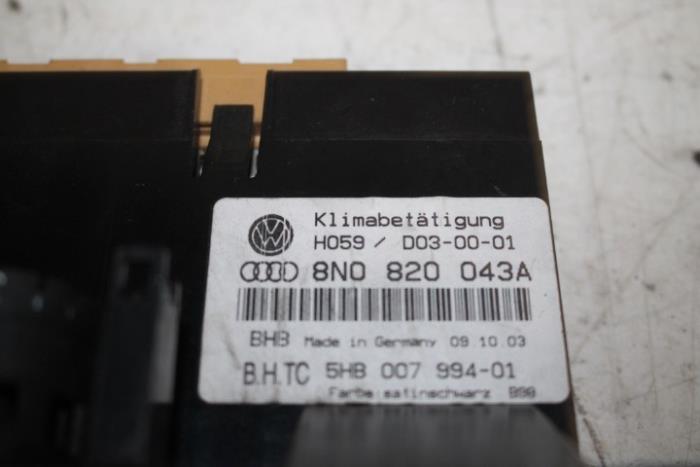 Klimabetätigung
H059 / D03-00-01
8N0 820 043A
BHB Made in Germany 09 10 03
B.H.TC 5HB 007 994-01
Farbe satinschwarz B98